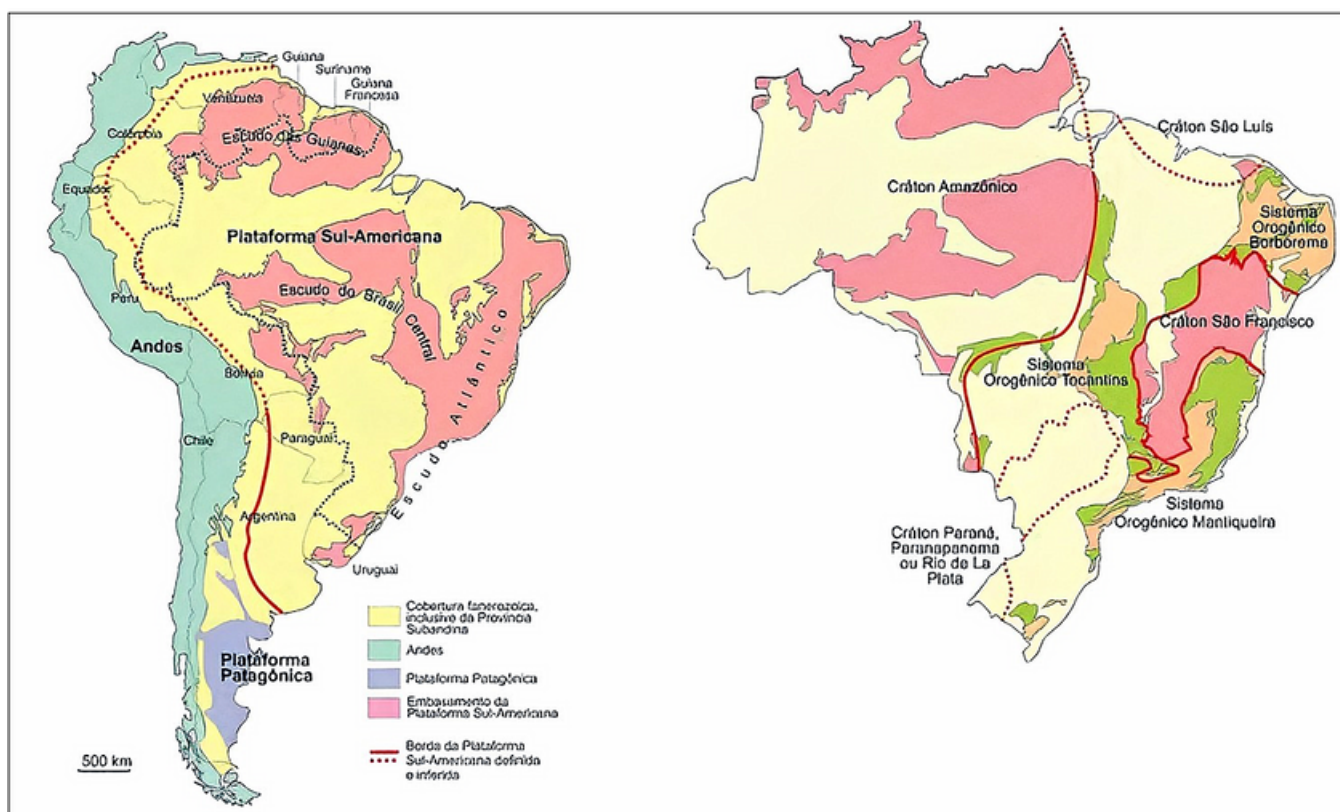 Guiana
Suriname
Guiana
Francesa
Venezuela
Colômbia
Escudo das Guianas
Equador
Plataforma Sul-Americana
Peru
Escudo do Brasil Central
Andes
Bolívia
Escudo Atlântico
Chile
Paraguai
Argentina
Uruguai
Plataforma
Patagônica
500 km
Cobertura fanerozoica,
inclusive da Província
Subandina
Andes
Plataforma Patagônica
Embasamento da
Plataforma Sul-Americana
Borda da Plataforma
Sul-Americana definida
e inferida
Cráton São Luís
Cráton Amazônico
Sistema
Orogênico
Borborema
Cráton São Francisco
Sistema
Orogênico Tocantins
Sistema
Orogênico Mantiqueira
Cráton Paraná,
Paranapanema
ou Rio de La
Plata